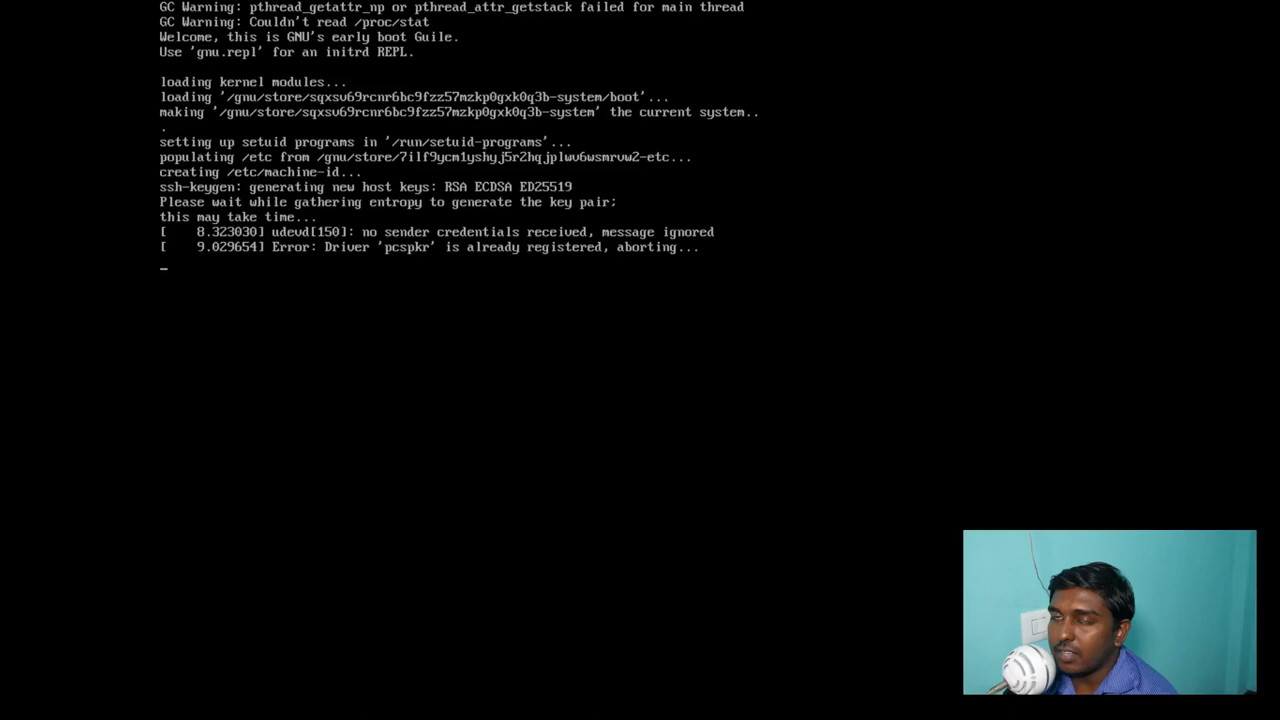 GC Warning: pthread_getattr_np or pthread_attr_getstack failed for main thread
GC Warning: Couldn't read /proc/stat
Welcome, this is GNU's early boot Guile.
Use 'gnu.repl' for an initrd REPL.
loading kernel modules...
loading '/gnu/store/sqxsv69rcnr6bc9fzz57mzkp0gxk0q3b-system/boot'...
making '/gnu/store/sqxsv69rcnr6bc9fzz57mzkp0gxk0q3b-system' the current system..
.
setting up setuid programs in '/run/setuid-programs'...
populating /etc from /gnu/store/7ilf9ycm1yshyj5r2hqjplwv6wsmrvw2-etc...
creating /etc/machine-id...
ssh-keygen: generating new host keys: RSA ECDSA ED25519
Please wait while gathering entropy to generate the key pair;
this may take time...
[    8.323030] udevd[150]: no sender credentials received, message ignored
[    9.029654] Error: Driver 'pcspkr' is already registered, aborting...
_